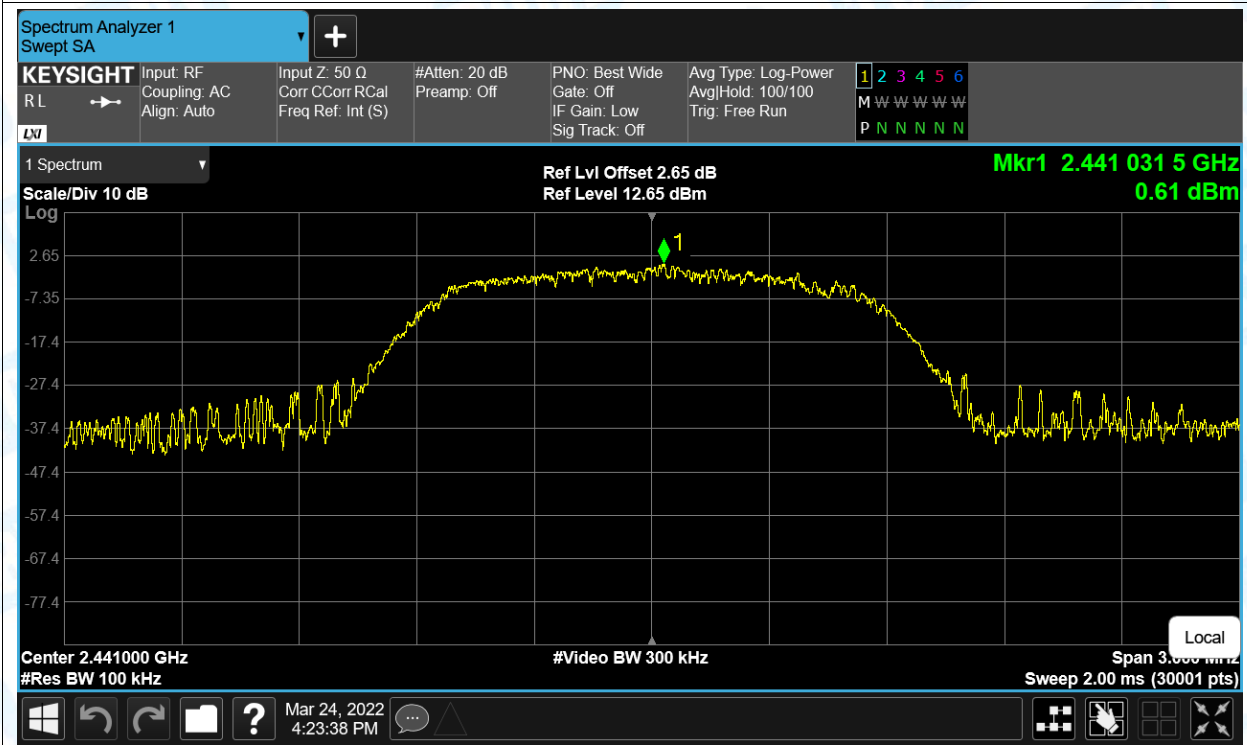 Spectrum Analyzer 1
Swept SA
+
KEYSIGHT
R L
LXI
Input: RF
Coupling: AC
Align: Auto
Input Z: 50 Ω
Corr CCorr RCal
Freq Ref: Int (S)
#Atten: 20 dB
Preamp: Off
PNO: Best Wide
Gate: Off
IF Gain: Low
Sig Track: Off
Avg Type: Log-Power
Avg|Hold: 100/100
Trig: Free Run
1 2 3 4 5 6
M W W W W W
P N N N N N
1 Spectrum
Scale/Div 10 dB
Log
Ref Lvl Offset 2.65 dB
Ref Level 12.65 dBm
Mkr1 2.441 031 5 GHz
0.61 dBm
1
2.65
-7.35
-17.4
-27.4
-37.4
-47.4
-57.4
-67.4
-77.4
Local
Center 2.441000 GHz
#Video BW 300 kHz
Span 3.000 MHz
#Res BW 100 kHz
Sweep 2.00 ms (30001 pts)
?
Mar 24, 2022
4:23:38 PM